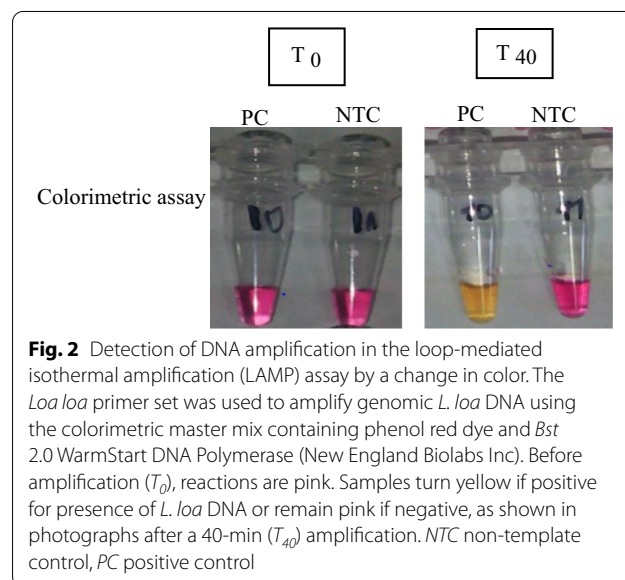 T 0 T 40
PC NTC PC NTC
Colorimetric assay
Fig. 2 Detection of DNA amplification in the loop-mediated
isothermal amplification (LAMP) assay by a change in color. The
Loa loa primer set was used to amplify genomic L. loa DNA using
the colorimetric master mix containing phenol red dye and Bst
2.0 WarmStart DNA Polymerase (New England Biolabs Inc). Before
amplification (T0), reactions are pink. Samples turn yellow if positive
for presence of L. loa DNA or remain pink if negative, as shown in
photographs after a 40-min (T40) amplification. NTC non-template
control, PC positive control